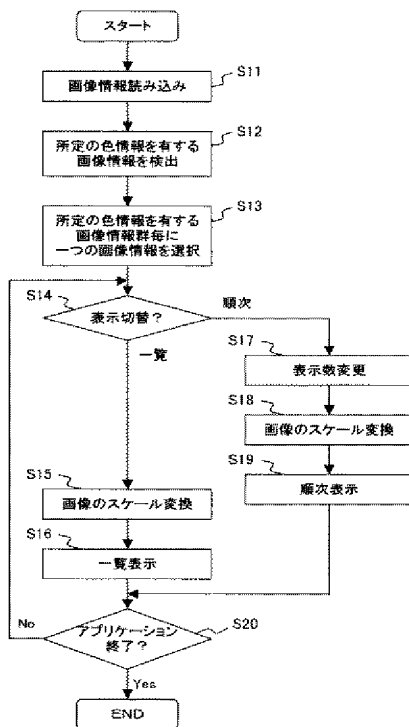 スタート
S11
画像情報読み込み
S12
所定の色情報を有する
画像情報を検出
S13
所定の色情報を有する
画像情報群毎に
一つの画像情報を選択
S14
表示切替？
順次
一覧
S17
表示数変更
S18
画像のスケール変換
S19
順次表示
S15
画像のスケール変換
S16
一覧表示
No
アプリケーション
終了？
S20
Yes
END